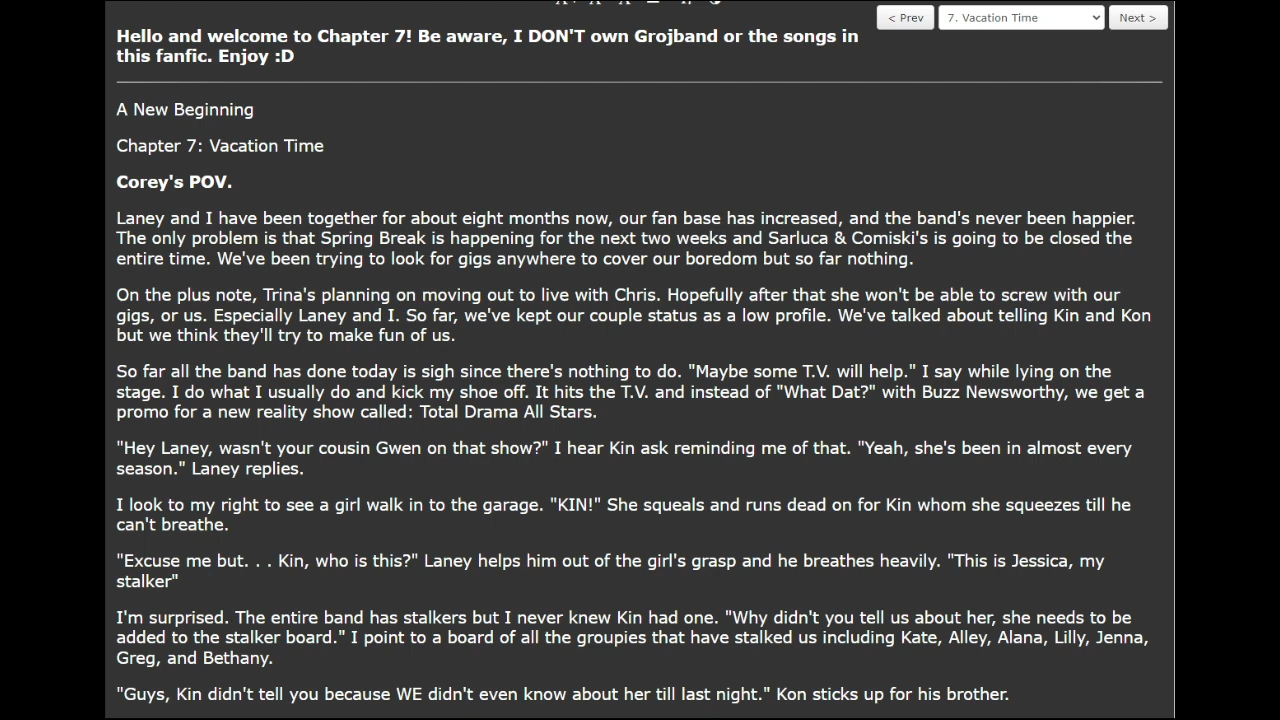 < Prev
7. Vacation Time
Next >
Hello and welcome to Chapter 7! Be aware, I DON'T own Grojband or the songs in
this fanfic. Enjoy :D
A New Beginning
Chapter 7: Vacation Time
Corey's POV.
Laney and I have been together for about eight months now, our fan base has increased, and the band's never been happier.
The only problem is that Spring Break is happening for the next two weeks and Sarluca & Comiski's is going to be closed the
entire time. We've been trying to look for gigs anywhere to cover our boredom but so far nothing.
On the plus note, Trina's planning on moving out to live with Chris. Hopefully after that she won't be able to screw with our
gigs, or us. Especially Laney and I. So far, we've kept our couple status as a low profile. We've talked about telling Kin and Kon
but we think they'll try to make fun of us.
So far all the band has done today is sigh since there's nothing to do. "Maybe some T.V. will help." I say while lying on the
stage. I do what I usually do and kick my shoe off. It hits the T.V. and instead of "What Dat?" with Buzz Newsworthy, we get a
promo for a new reality show called: Total Drama All Stars.
"Hey Laney, wasn't your cousin Gwen on that show?" I hear Kin ask reminding me of that. "Yeah, she's been in almost every
season." Laney replies.
I look to my right to see a girl walk in to the garage. "KIN!" She squeals and runs dead on for Kin whom she squeezes till he
can't breathe.
"Excuse me but. . . Kin, who is this?" Laney helps him out of the girl's grasp and he breathes heavily. "This is Jessica, my
stalker"
I'm surprised. The entire band has stalkers but I never knew Kin had one. "Why didn't you tell us about her, she needs to be
added to the stalker board." I point to a board of all the groupies that have stalked us including Kate, Alley, Alana, Lilly, Jenna,
Greg, and Bethany.
"Guys, Kin didn't tell you because WE didn't even know about her till last night." Kon sticks up for his brother.